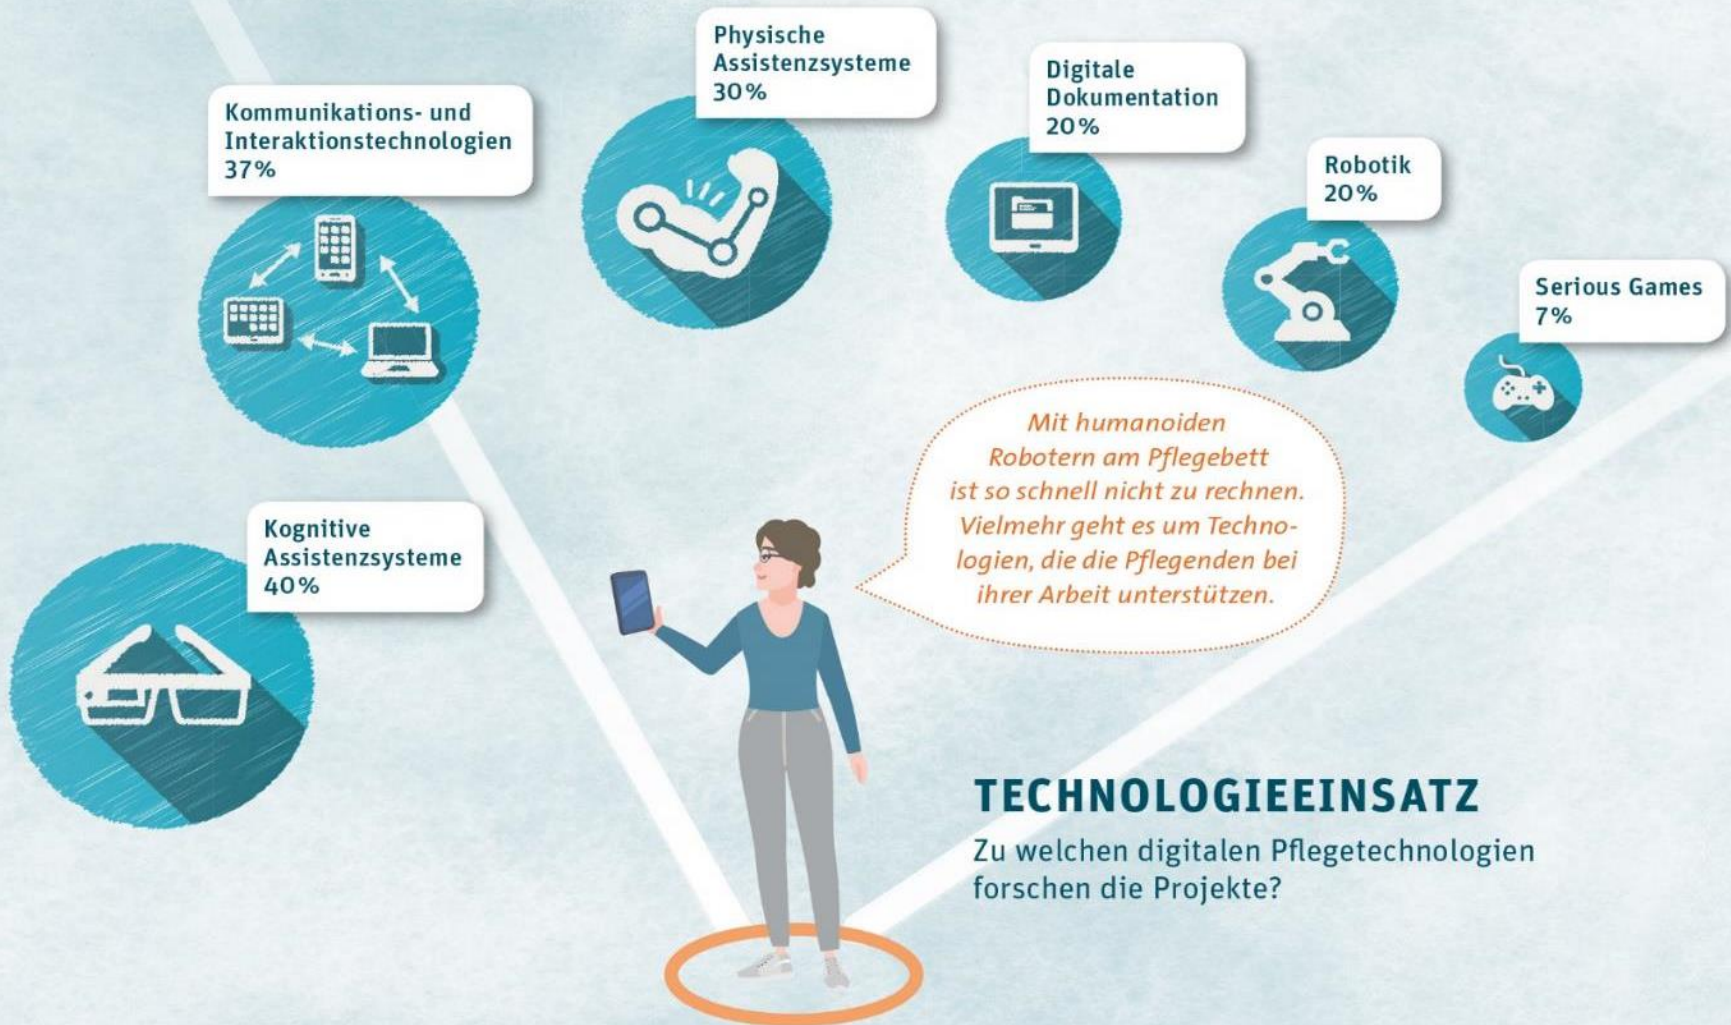 Physische
Assistenzsysteme
30%
Digitale
Dokumentation
20%
Kommunikations- und
Interaktionstechnologien
37%
Robotik
20%
Serious Games
7%
Mit humanoiden
Robotern am Pflegebett
ist so schnell nicht zu rechnen.
Vielmehr geht es um Techno-
logien, die die Pflegenden bei
ihrer Arbeit unterstützen.
Kognitive
Assistenzsysteme
40%
TECHNOLOGIEEINSATZ
Zu welchen digitalen Pflegetechnologien
forschen die Projekte?